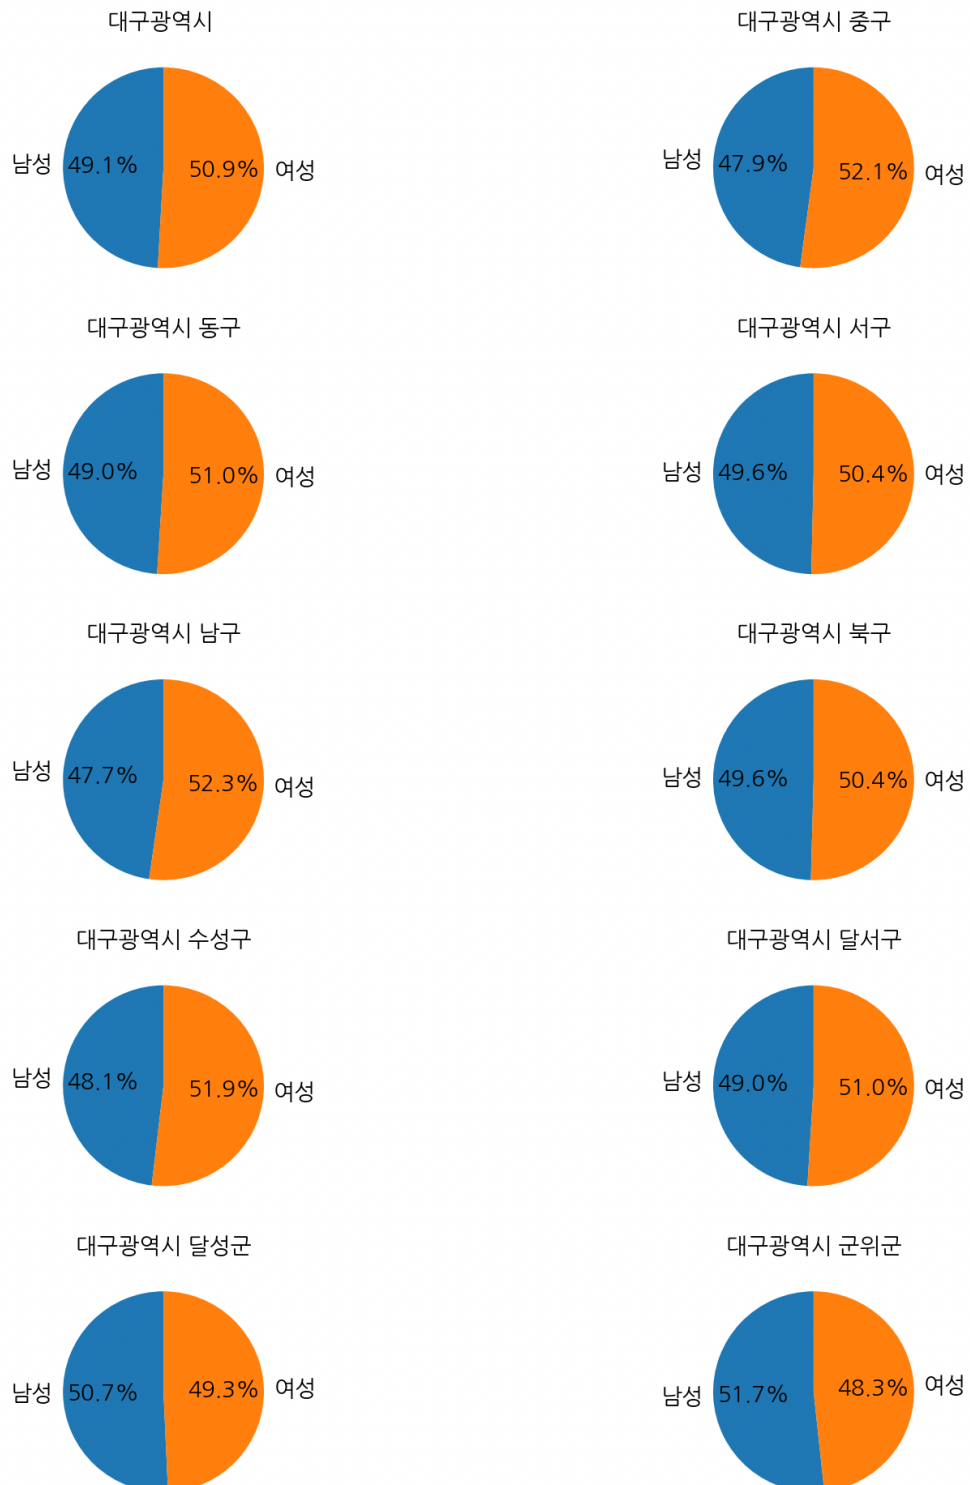 대구광역시
대구광역시 중구
남성 49.1% 50.9% 여성
남성 47.9% 52.1% 여성
대구광역시 동구
대구광역시 서구
남성 49.0% 51.0% 여성
남성 49.6% 50.4% 여성
대구광역시 남구
대구광역시 북구
남성 47.7% 52.3% 여성
남성 49.6% 50.4% 여성
대구광역시 수성구
대구광역시 달서구
남성 48.1% 51.9% 여성
남성 49.0% 51.0% 여성
대구광역시 달성군
대구광역시 군위군
남성 50.7% 49.3% 여성
남성 51.7% 48.3% 여성